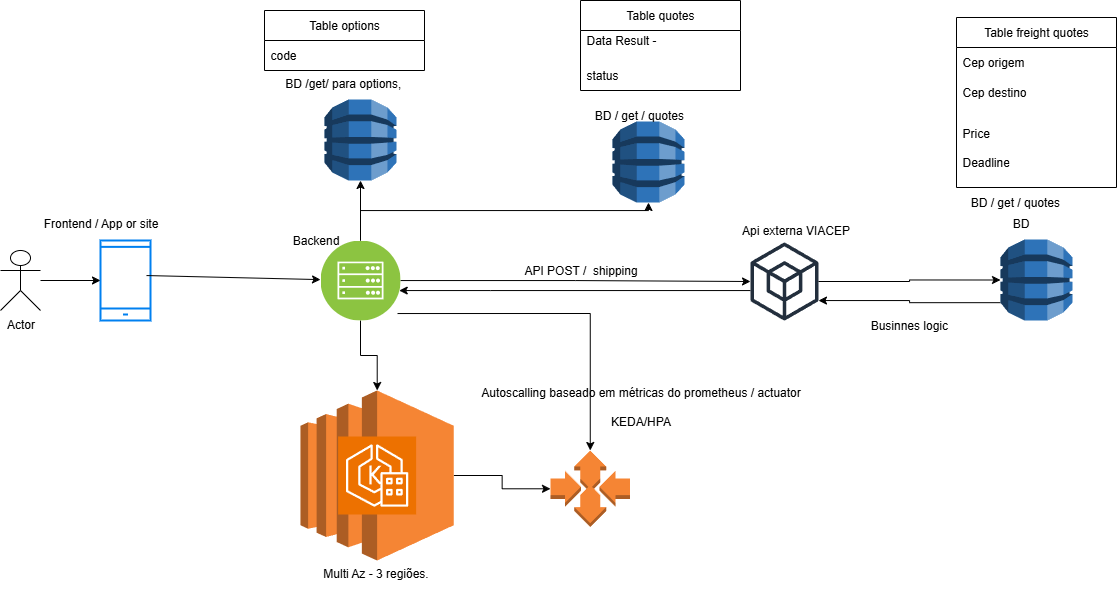 Table options
code
BD /get/ para options,
Table quotes
Data Result -
status
BD / get / quotes
Table freight quotes
Cep origem
Cep destino
Price
Deadline
BD / get / quotes
BD
Frontend / App or site
Actor
Backend
API POST /  shipping
Api externa VIACEP
Businnes logic
Autoscalling baseado em métricas do prometheus / actuator
KEDA/HPA
K
Multi Az - 3 regiões.